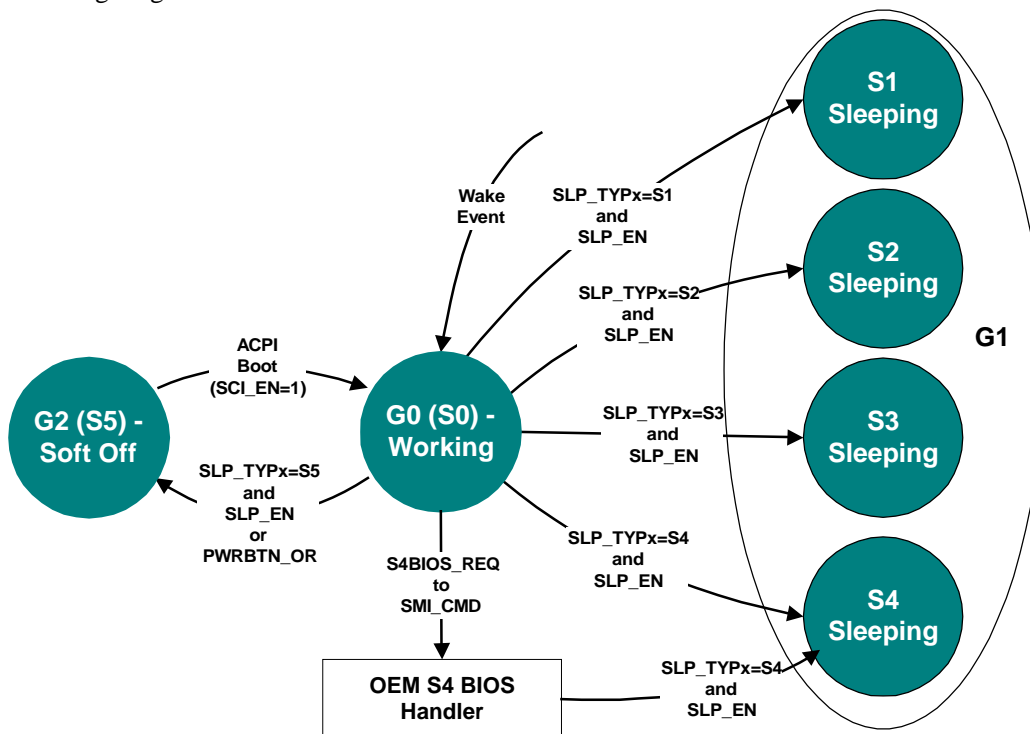 S1
Sleeping
Wake
Event
SLP_TYPx=S1
and
SLP_EN
S2
Sleeping
SLP_TYPx=S2
and
SLP_EN
G1
ACPI
Boot
(SCI_EN=1)
G2 (S5) -
Soft Off
G0 (S0) -
Working
SLP_TYPx=S3
and
SLP_EN
S3
Sleeping
SLP_TYPx=S5
and
SLP_EN
or
PWRBTN_OR
S4BIOS_REQ
to
SMI_CMD
SLP_TYPx=S4
and
SLP_EN
S4
Sleeping
OEM S4 BIOS
Handler
SLP_TYPx=S4
and
SLP_EN